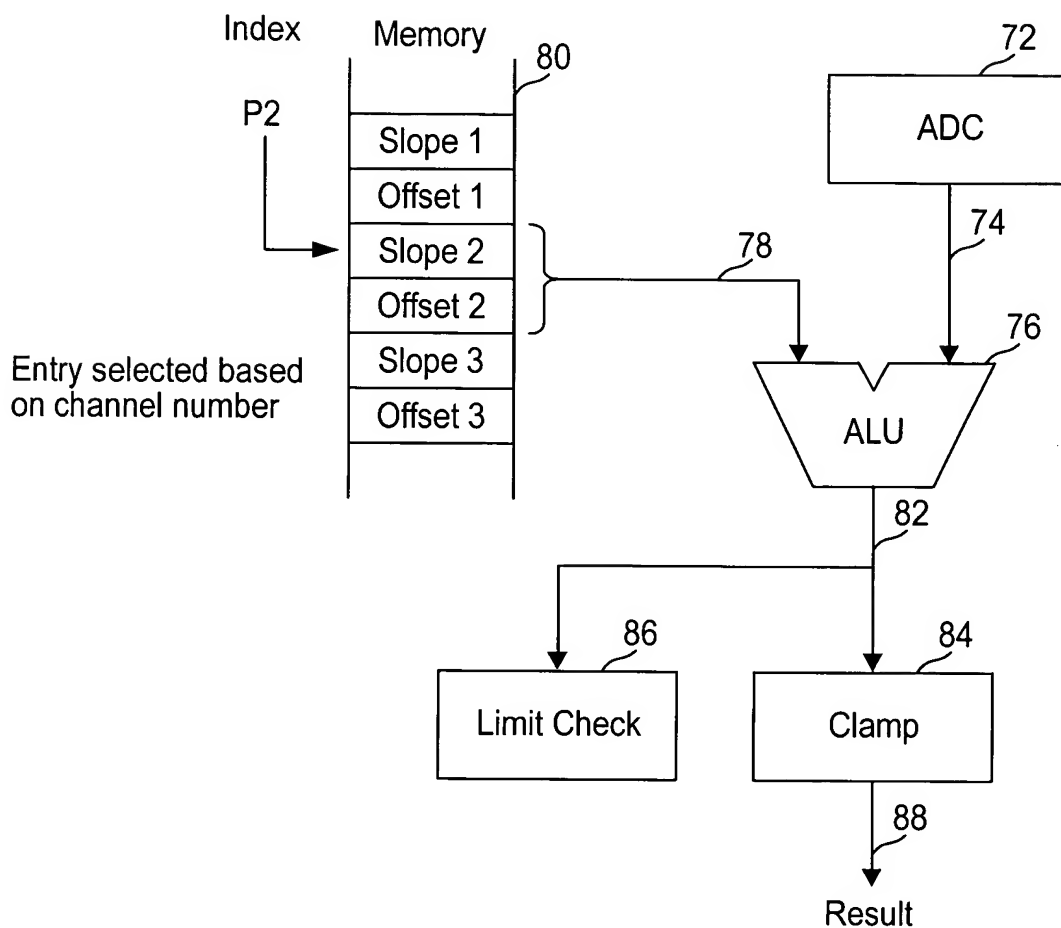 Index
Memory
80
72
P2
ADC
Slope 1
Offset 1
Slope 2
Offset 2
Slope 3
Offset 3
78
74
76
Entry selected based
on channel number
ALU
82
86
84
Limit Check
Clamp
88
Result